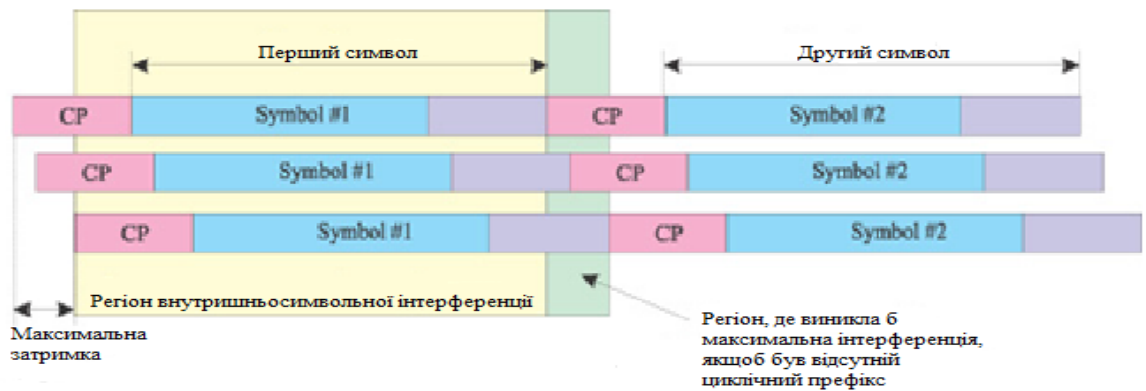 Перший символ
Другий символ
CP Symbol #1 CP Symbol #2
CP Symbol #1 CP Symbol #2
CP Symbol #1 CP Symbol #2
Регіон внутришньосимвольної інтерференції
Максимальна
затримка
Регіон, де виникла б
максимальна інтерференція,
якщоб був відсутній
циклічний префікс